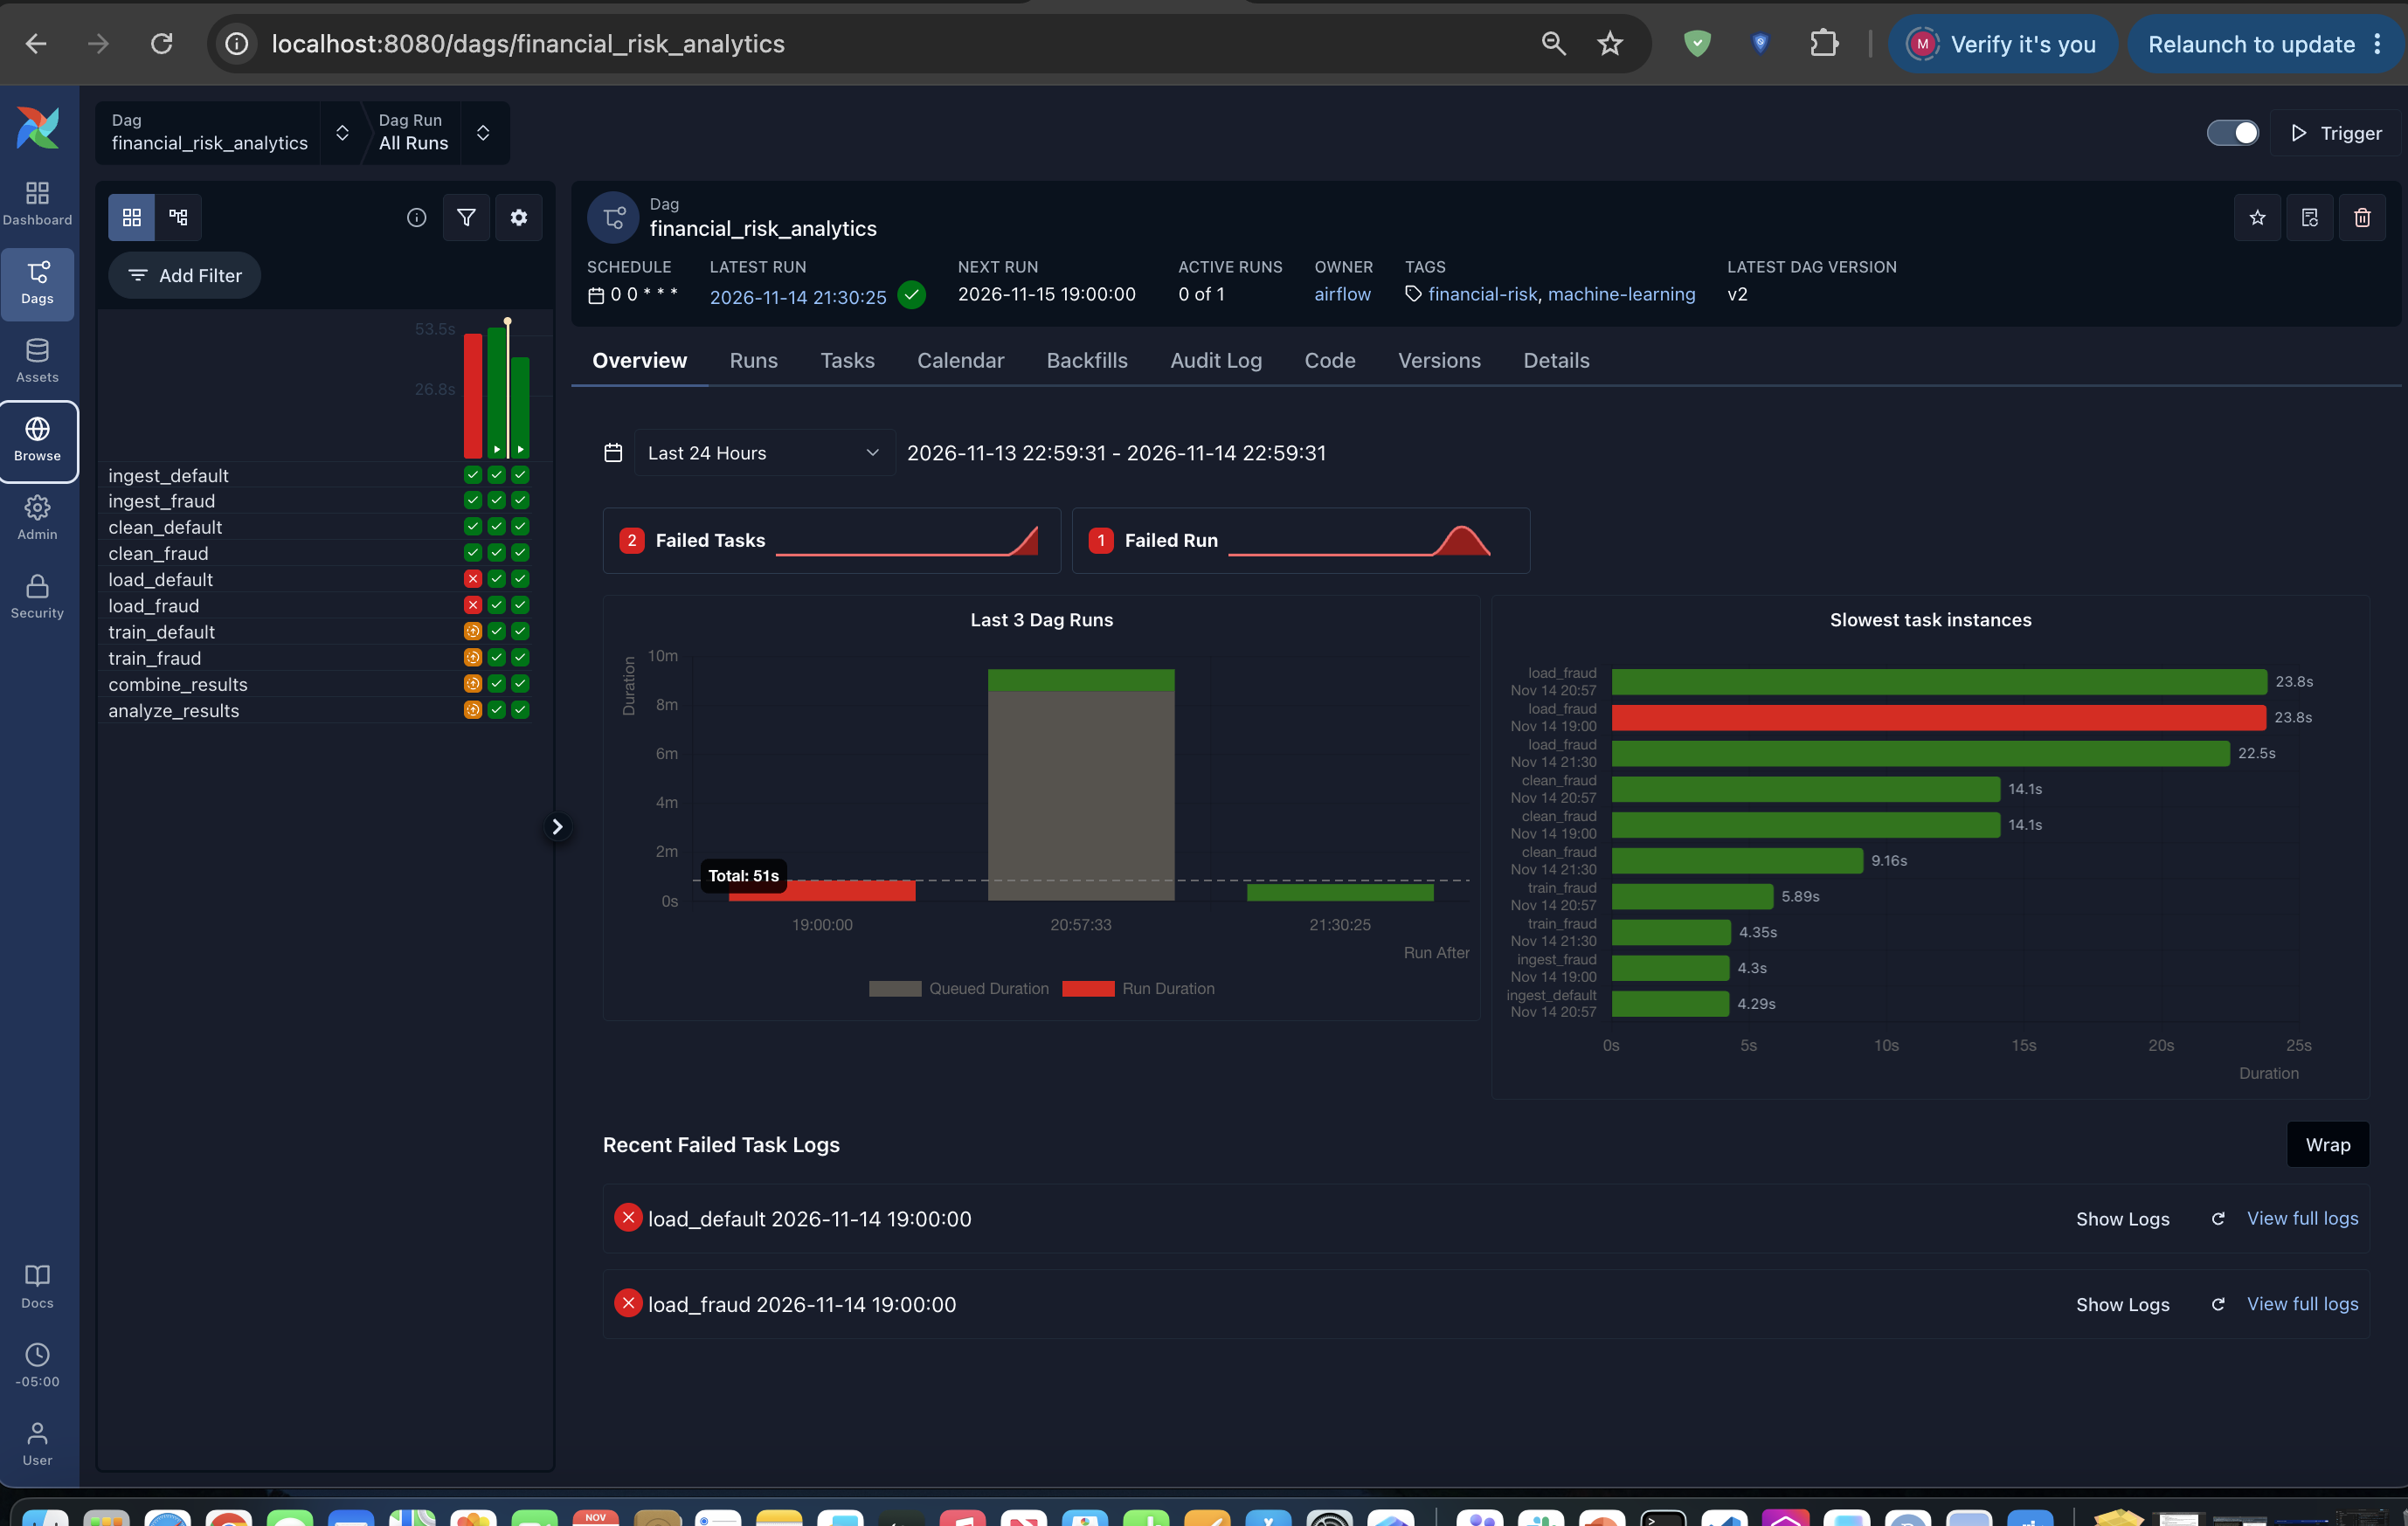 localhost:8080/dags/financial_risk_analytics
M Verify it's you
Relaunch to update
Dag
financial_risk_analytics
Dag Run
All Runs
Trigger
Dashboard
Dags
Assets
Browse
Admin
Security
Docs
-05:00
User
Add Filter
53.5s
26.8s
ingest_default
ingest_fraud
clean_default
clean_fraud
load_default
load_fraud
train_default
train_fraud
combine_results
analyze_results
Dag
financial_risk_analytics
SCHEDULE
0 0 * * *
LATEST RUN
2026-11-14 21:30:25
NEXT RUN
2026-11-15 19:00:00
ACTIVE RUNS
0 of 1
OWNER
airflow
TAGS
financial-risk, machine-learning
LATEST DAG VERSION
v2
Overview
Runs
Tasks
Calendar
Backfills
Audit Log
Code
Versions
Details
Last 24 Hours
2026-11-13 22:59:31 - 2026-11-14 22:59:31
2 Failed Tasks
1 Failed Run
Last 3 Dag Runs
Duration
10m
8m
6m
4m
2m
0s
Total: 51s
19:00:00
20:57:33
21:30:25
Run After
Queued Duration
Run Duration
Slowest task instances
load_fraud
Nov 14 20:57
23.8s
load_fraud
Nov 14 19:00
23.8s
load_fraud
Nov 14 21:30
22.5s
clean_fraud
Nov 14 20:57
14.1s
clean_fraud
Nov 14 19:00
14.1s
clean_fraud
Nov 14 21:30
9.16s
train_fraud
Nov 14 20:57
5.89s
train_fraud
Nov 14 21:30
4.35s
ingest_fraud
Nov 14 19:00
4.3s
ingest_default
Nov 14 20:57
4.29s
0s
5s
10s
15s
20s
25s
Duration
Recent Failed Task Logs
Wrap
load_default 2026-11-14 19:00:00
Show Logs
View full logs
load_fraud 2026-11-14 19:00:00
Show Logs
View full logs
NOV